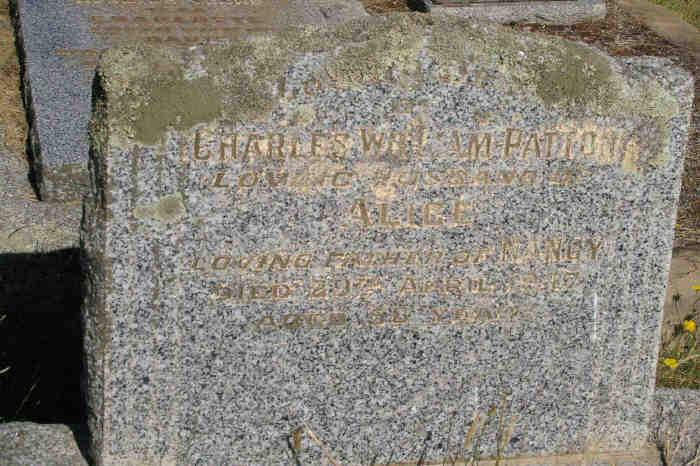 CHARLES WILLIAM PATTON
LOVING HUSBAND OF
ALICE
LOVING FATHER OF NANCY
DIED 29TH APRIL
AGED YEARS